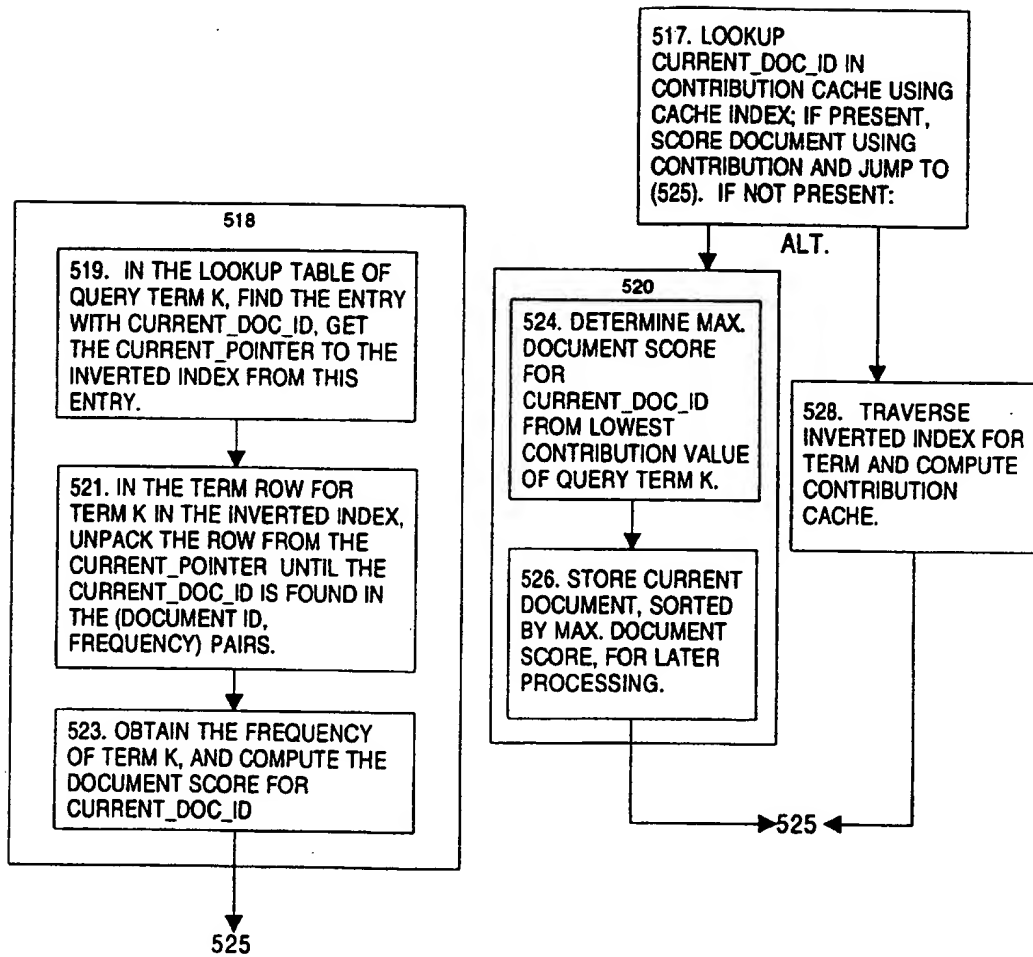 517. LOOKUP
CURRENT_DOC_ID IN
CONTRIBUTION CACHE USING
CACHE INDEX; IF PRESENT,
SCORE DOCUMENT USING
CONTRIBUTION AND JUMP TO
(525). IF NOT PRESENT:
ALT.
518
519. IN THE LOOKUP TABLE OF
QUERY TERM K, FIND THE ENTRY
WITH CURRENT_DOC_ID, GET
THE CURRENT_POINTER TO THE
INVERTED INDEX FROM THIS
ENTRY.
521. IN THE TERM ROW FOR
TERM K IN THE INVERTED INDEX,
UNPACK THE ROW FROM THE
CURRENT_POINTER UNTIL THE
CURRENT_DOC_ID IS FOUND IN
THE (DOCUMENT ID,
FREQUENCY) PAIRS.
523. OBTAIN THE FREQUENCY
OF TERM K, AND COMPUTE THE
DOCUMENT SCORE FOR
CURRENT_DOC_ID
525
520
524. DETERMINE MAX.
DOCUMENT SCORE
FOR
CURRENT_DOC_ID
FROM LOWEST
CONTRIBUTION VALUE
OF QUERY TERM K.
526. STORE CURRENT
DOCUMENT, SORTED
BY MAX. DOCUMENT
SCORE, FOR LATER
PROCESSING.
528. TRAVERSE
INVERTED INDEX FOR
TERM AND COMPUTE
CONTRIBUTION
CACHE.
525